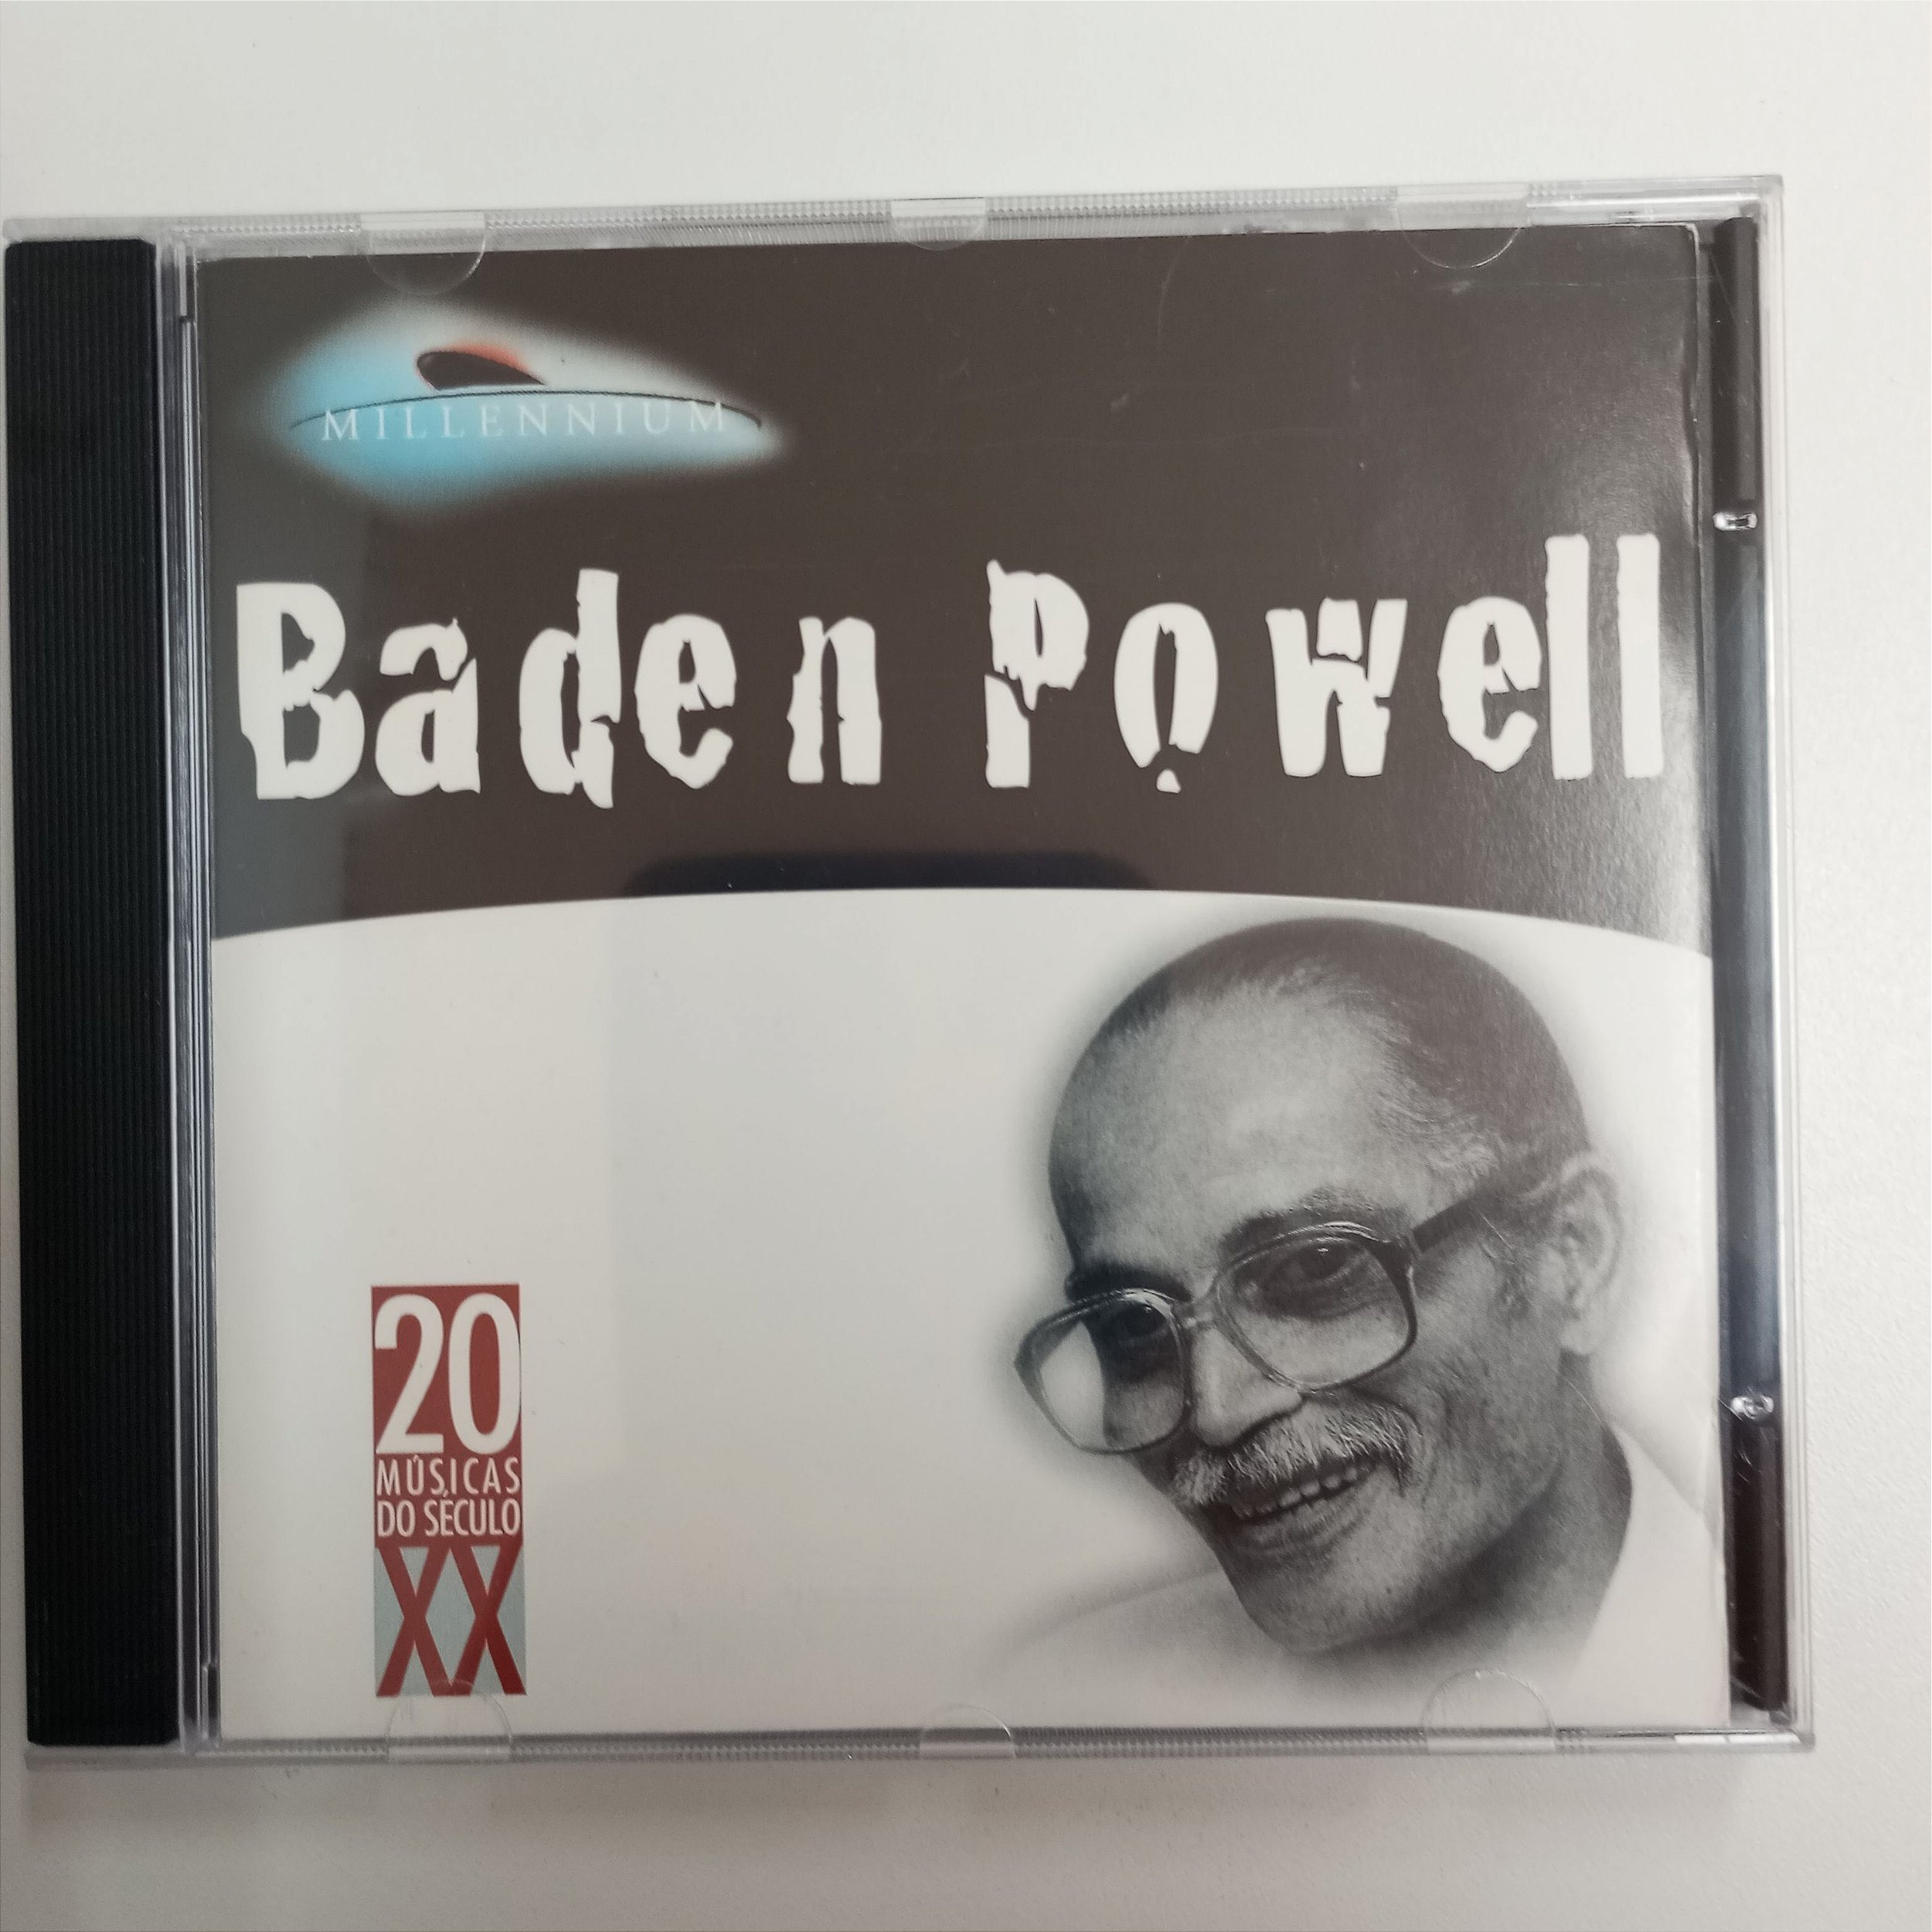 MILLENNIUM
Baden Powell
20
MÚSICAS
DO SÉCULO
XX